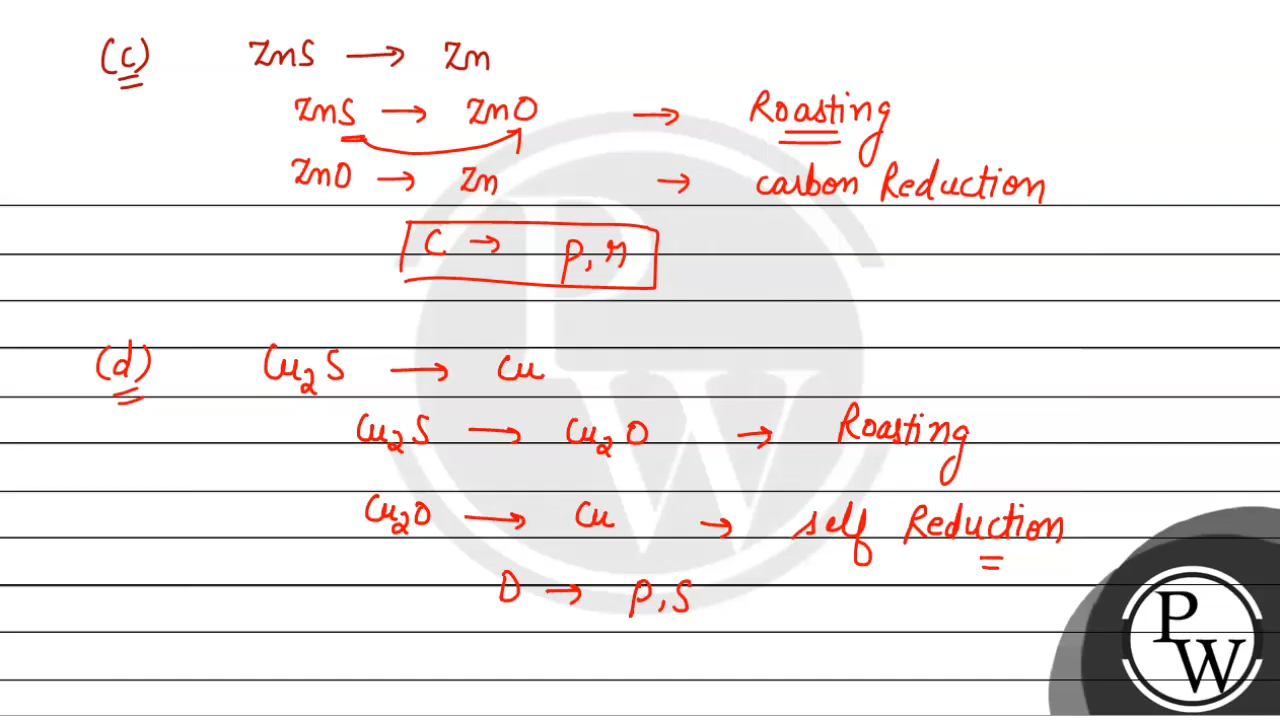 (c) ZnS → Zn
ZnS → ZnO → Roasting
ZnO → Zn → carbon Reduction
C → p, r
(d) Cu₂S → Cu
Cu₂S → Cu₂O → Roasting
Cu₂O → Cu → self Reduction
D → P, S
P
W